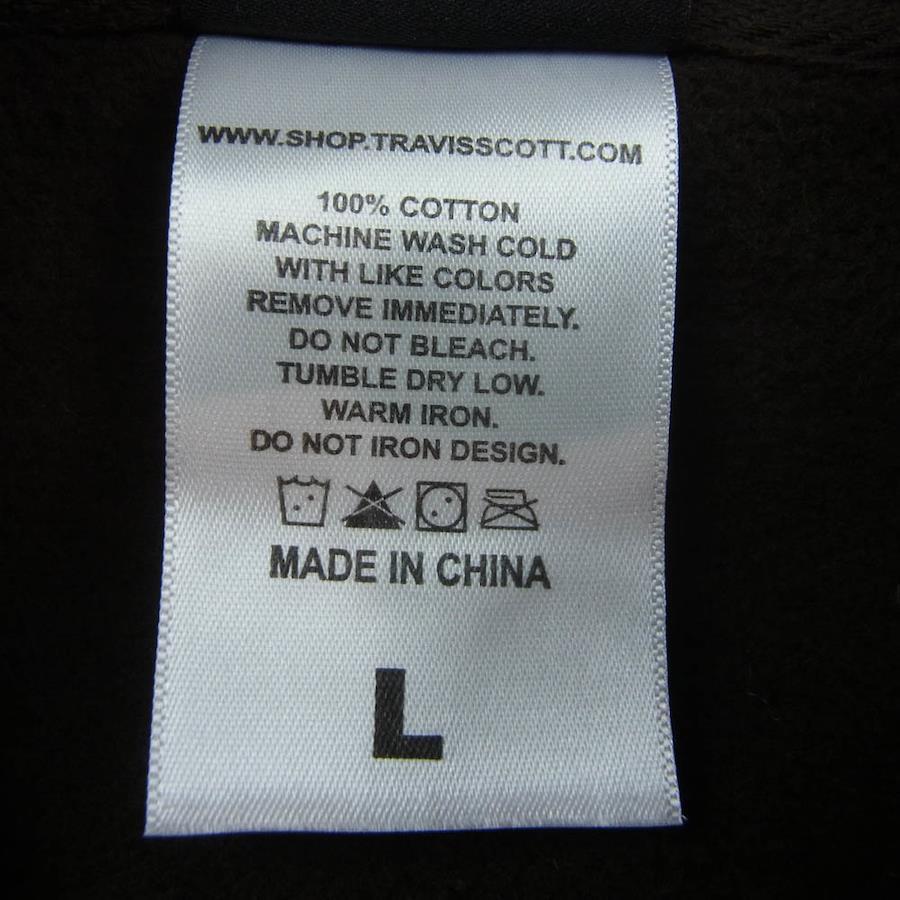 WWW.SHOP.TRAVISSCOTT.COM
100% COTTON
MACHINE WASH COLD
WITH LIKE COLORS
REMOVE IMMEDIATELY.
DO NOT BLEACH.
TUMBLE DRY LOW.
WARM IRON.
DO NOT IRON DESIGN.
MADE IN CHINA
L